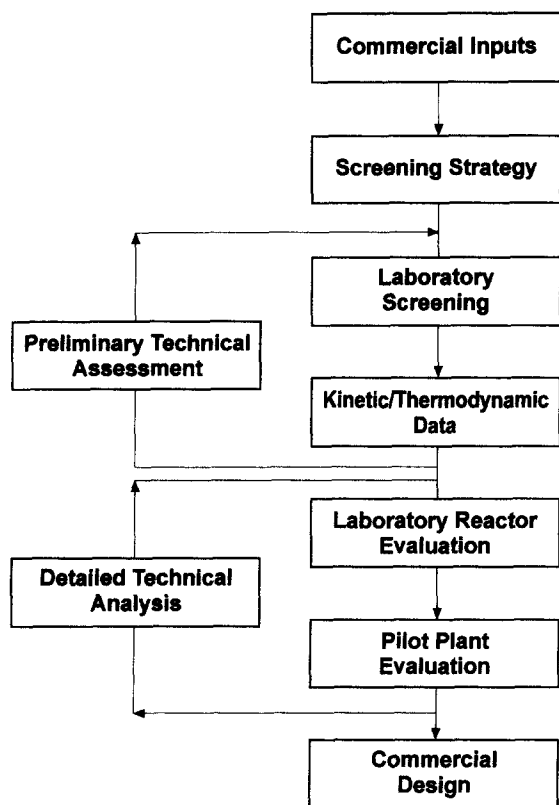 Commercial Inputs
Screening Strategy
Laboratory
Screening
Preliminary Technical
Assessment
Kinetic/Thermodynamic
Data
Laboratory Reactor
Evaluation
Detailed Technical
Analysis
Pilot Plant
Evaluation
Commercial
Design